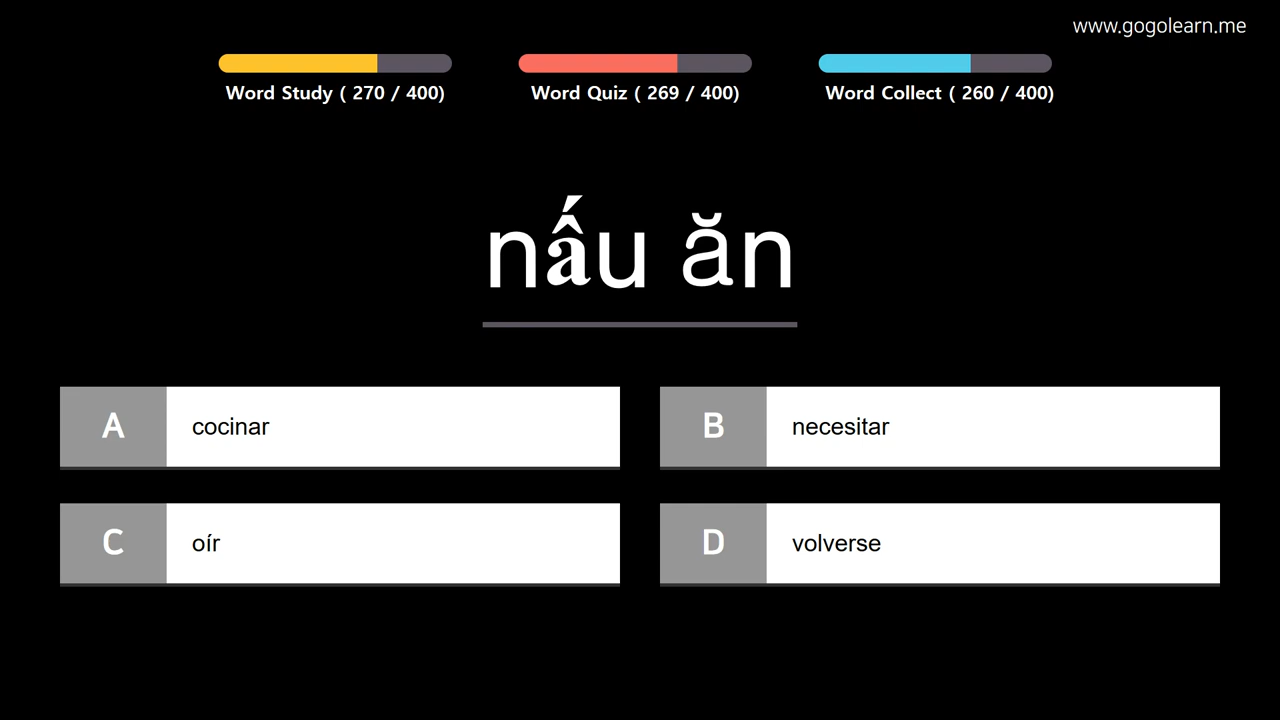 www.gogolearn.me
Word Study ( 270 / 400)
Word Quiz ( 269 / 400)
Word Collect ( 260 / 400)
nấu ăn
A cocinar
B necesitar
C oír
D volverse